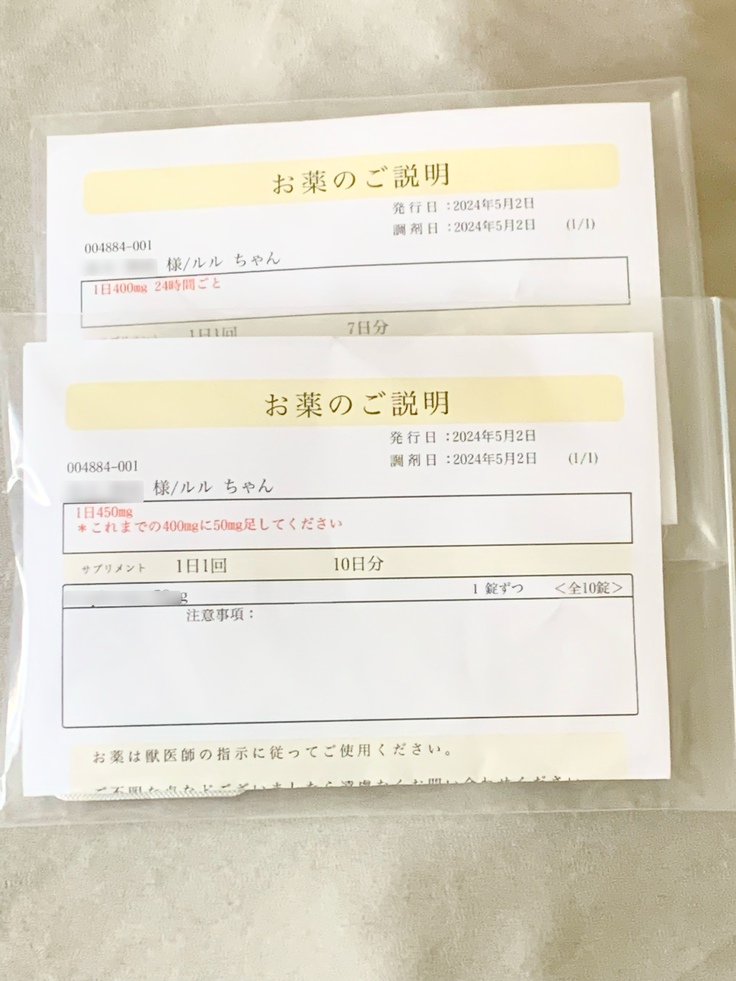 お薬のご説明
発行日：2024年5月2日
調剤日：2024年5月2日 (1/1)
004884-001
様/ルル ちゃん
1日400mg 24時間ごと
1日1回 7日分
お薬のご説明
発行日：2024年5月2日
調剤日：2024年5月2日 (1/1)
004884-001
様/ルル ちゃん
1日450mg
＊これまでの400mgに50mg足してください
サプリメント 1日1回 10日分
1 錠ずつ ＜全10錠＞
注意事項：
お薬は獣医師の指示に従ってご使用ください。